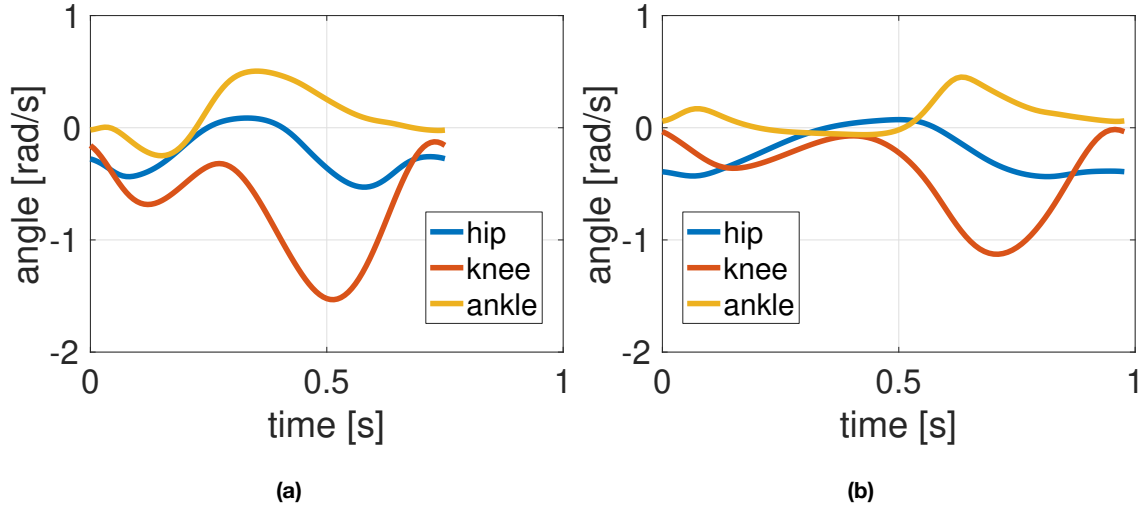 1
0
-1
-2
0
0.5
1
angle [rad/s]
time [s]
hip
knee
ankle
(a)
1
0
-1
-2
0
0.5
1
angle [rad/s]
time [s]
hip
knee
ankle
(b)